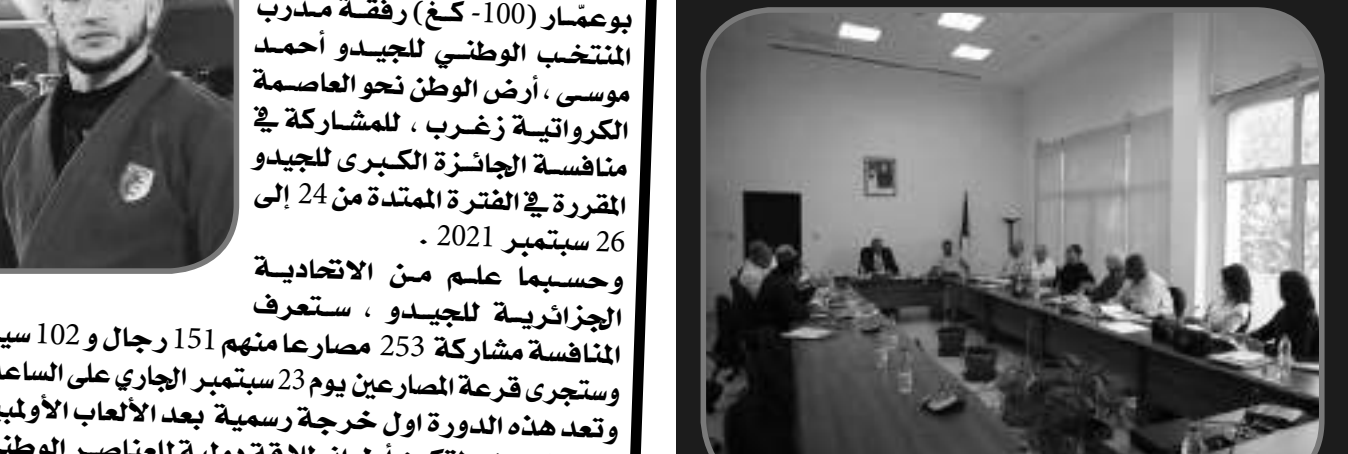 بوعمّار (100- كغ) رفقة مدرب
المنتخب الوطني للجيدو أحمد
موسى ، أرض الوطن نحو العاصمة
الكرواتية زغرب ، للمشاركة في
منافسة الجائزة الكبرى للجيدو
المقررة في الفترة الممتدة من 24 إلى
26 سبتمبر 2021 .
وحسبما علم من الاتحادية
الجزائرية للجيدو ، ستعرف
المنافسة مشاركة 253 مصارعا منهم 151 رجال و 102
وستجرى قرعة المصارعين يوم 23 سبتمبر الجاري على
وتعد هذه الدورة اول خرجة رسمية بعد الألعاب